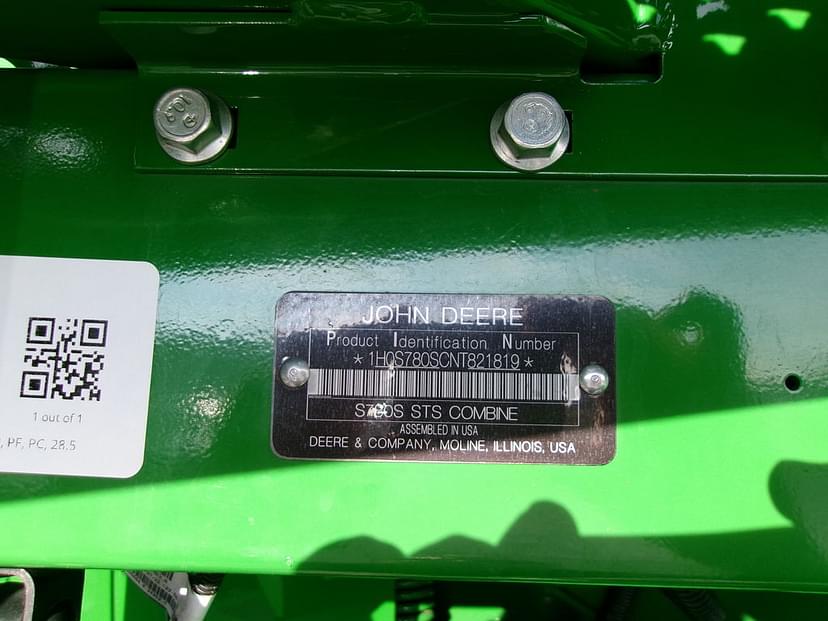 JOHN DEERE
Product Identification Number
*1H0S780SCNT821819*
S780S STS COMBINE
ASSEMBLED IN USA
DEERE & COMPANY, MOLINE, ILLINOIS, USA
1 out of 1
, PF, PC, 28.5